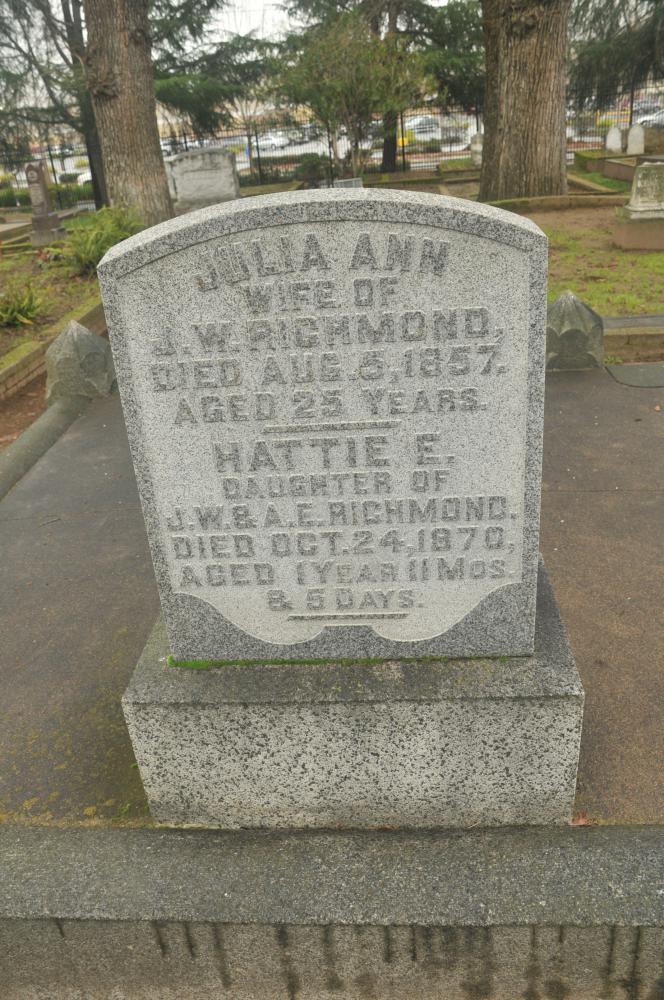 JULIA ANN
WIFE OF
J.W. RICHMOND,
DIED AUG. 5, 1857.
AGED 25 YEARS.
HATTIE E.
DAUGHTER OF
J.W. & A.E. RICHMOND.
DIED OCT. 24, 1870,
AGED 1 YEAR 11 MOS.
& 5 DAYS.